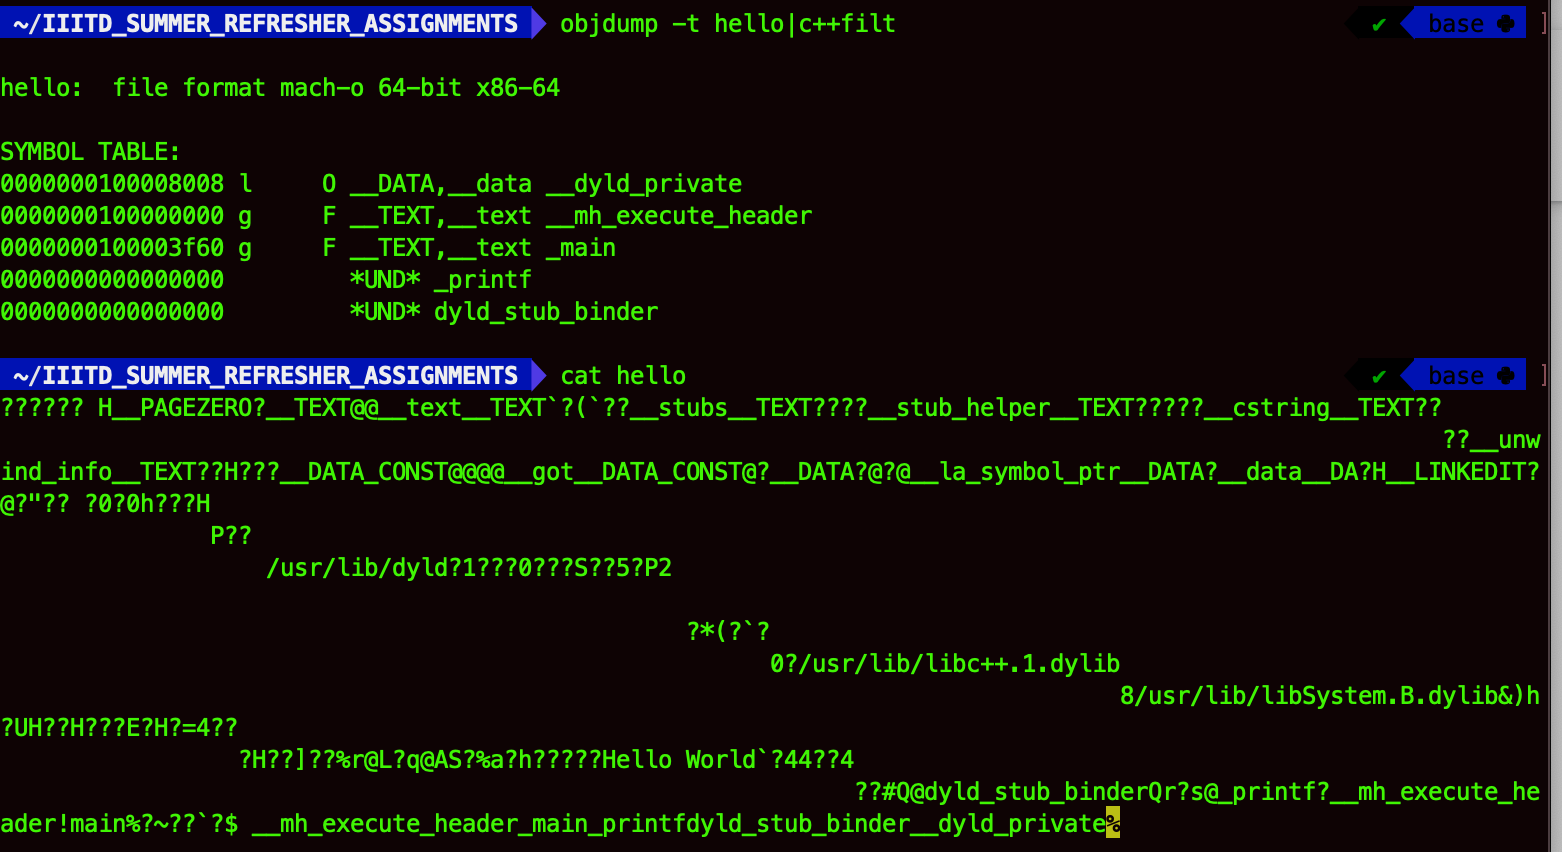 ~/IIITD_SUMMER_REFRESHER_ASSIGNMENTS objdump -t hello|c++filt ✔ base ]
hello:  file format mach-o 64-bit x86-64
SYMBOL TABLE:
0000000100008008 l     O __DATA,__data __dyld_private
0000000100000000 g     F __TEXT,__text __mh_execute_header
0000000100003f60 g     F __TEXT,__text _main
0000000000000000         *UND* _printf
0000000000000000         *UND* dyld_stub_binder
~/IIITD_SUMMER_REFRESHER_ASSIGNMENTS cat hello ✔ base ]
?????? H__PAGEZERO?__TEXT@@__text__TEXT`?(`??__stubs__TEXT????__stub_helper__TEXT?????__cstring__TEXT??
??__unw
ind_info__TEXT??H???__DATA_CONST@@@@__got__DATA_CONST@?__DATA?@?@__la_symbol_ptr__DATA?__data__DA?H__LINKEDIT?
@?"?? ?0?0h???H
P??
/usr/lib/dyld?1???0???S??5?P2
?*(?`?
0?/usr/lib/libc++.1.dylib
8/usr/lib/libSystem.B.dylib&)h
?UH??H???E?H?=4??
?H??]??%r@L?q@AS?%a?h?????Hello World`?44??4
??#Q@dyld_stub_binderQr?s@_printf?__mh_execute_he
ader!main%?~??`?$ __mh_execute_header_main_printfdyld_stub_binder__dyld_private%